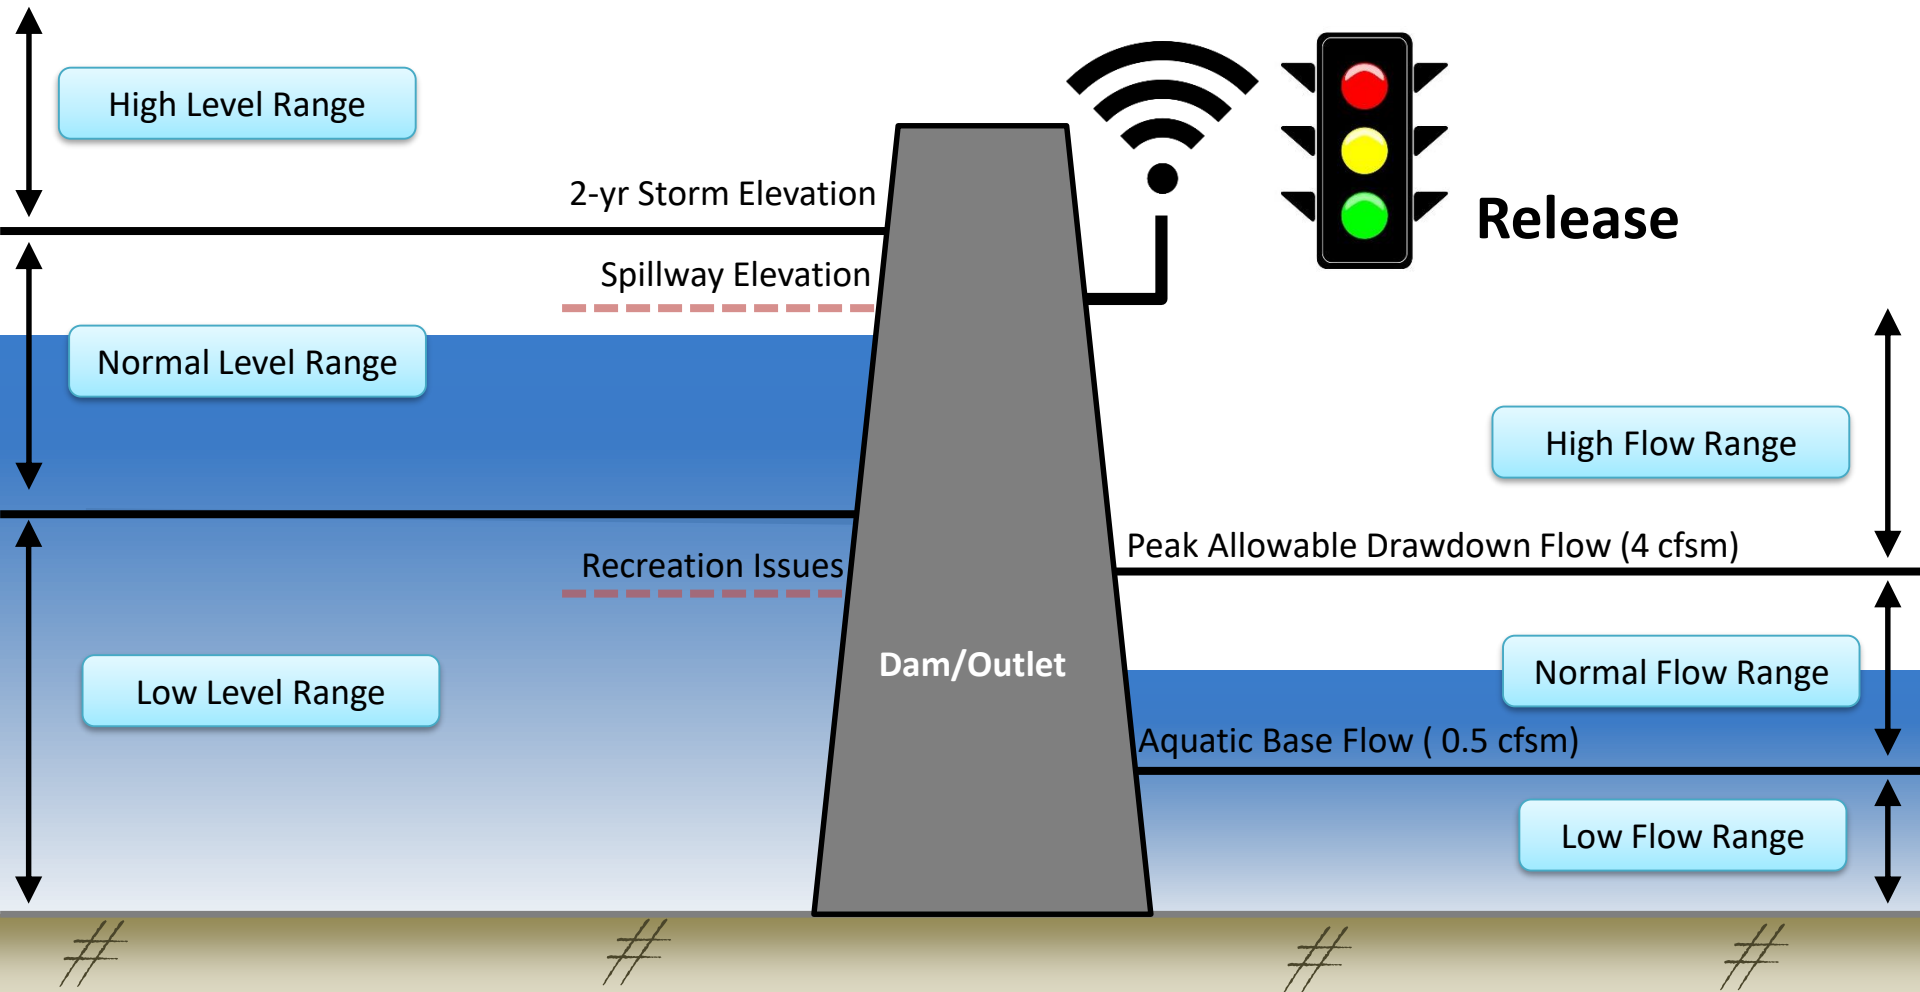 High Level Range
2-yr Storm Elevation
Release
Spillway Elevation
Normal Level Range
High Flow Range
Peak Allowable Drawdown Flow (4 cfsm)
Recreation Issues
Dam/Outlet
Normal Flow Range
Low Level Range
Aquatic Base Flow ( 0.5 cfsm)
Low Flow Range